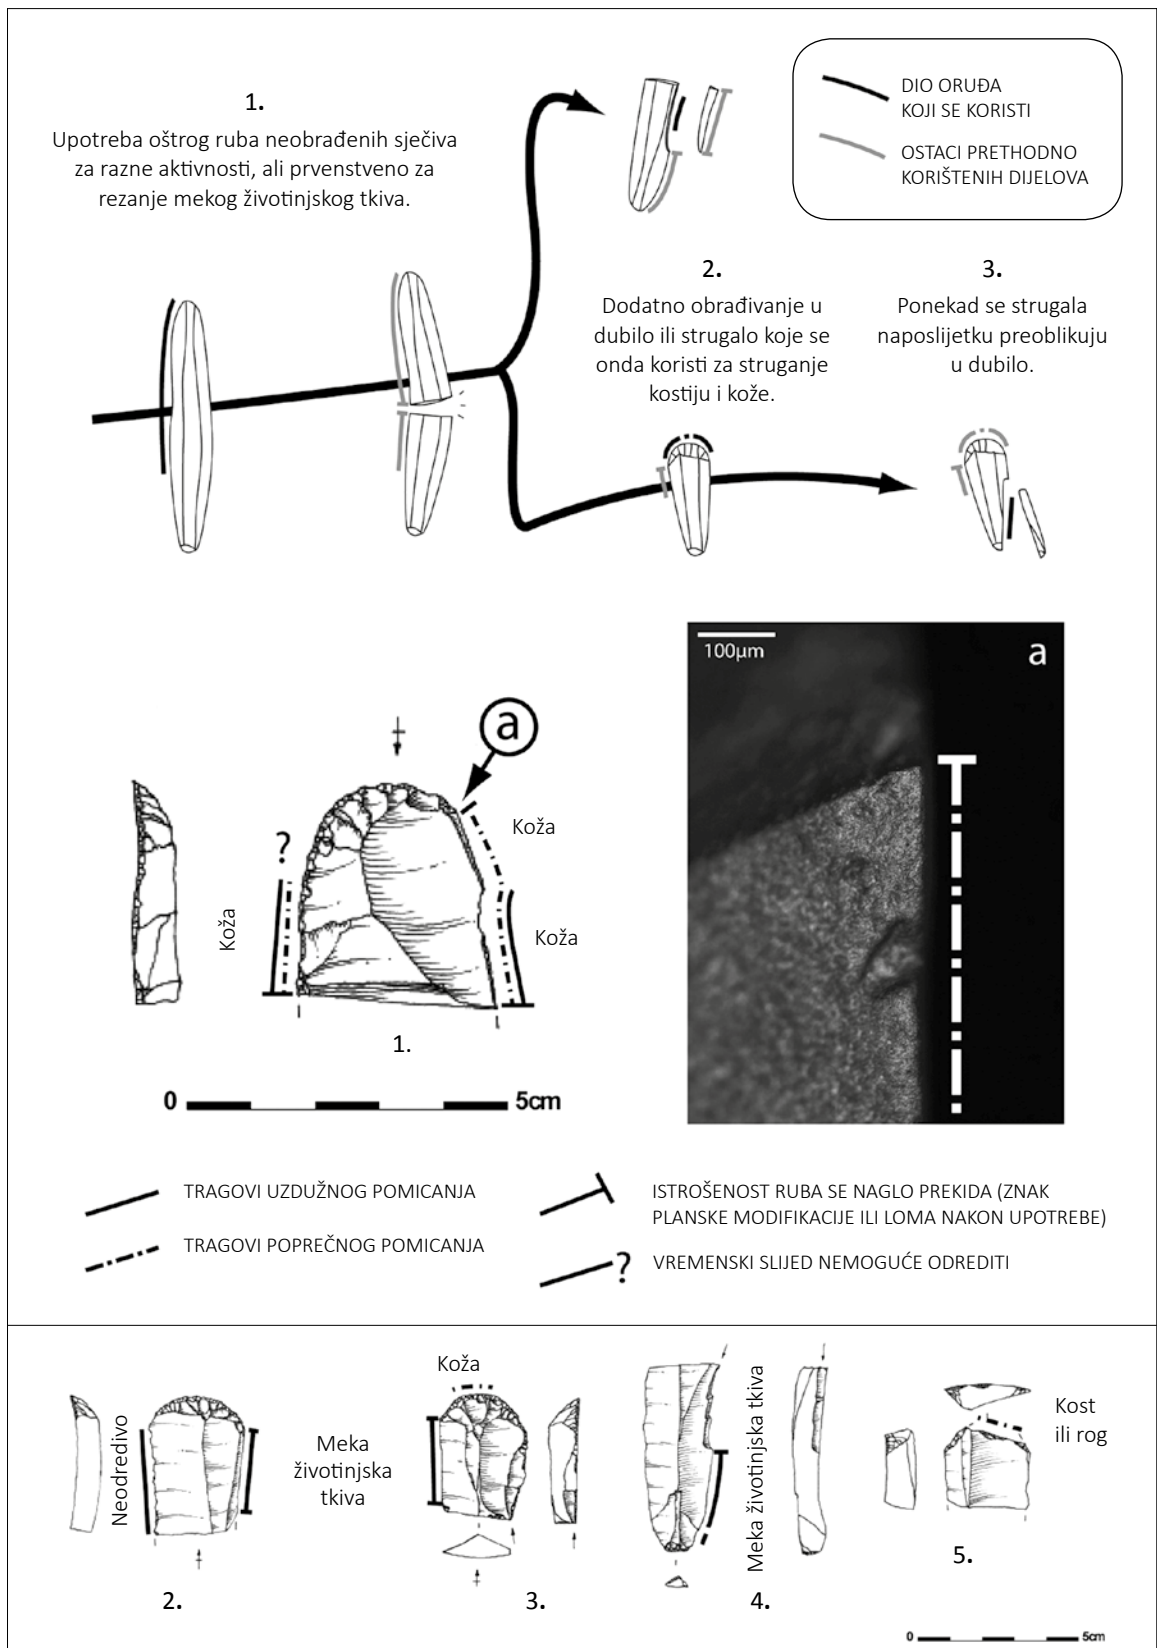 1.
Upotreba oštrog ruba neobrađenih sječiva
za razne aktivnosti, ali prvenstveno za
rezanje mekog životinjskog tkiva.
DIO ORUĐA
KOJI SE KORISTI
OSTACI PRETHODNO
KORIŠTENIH DIJELOVA
2.
Dodatno obrađivanje u
dubilo ili strugalo koje se
onda koristi za struganje
kostiju i kože.
3.
Ponekad se strugala
naposlijetku preoblikuju
u dubilo.
100µm
a
a
?
Koža
Koža
Koža
1.
0
5cm
TRAGOVI UZDUŽNOG POMICANJA
TRAGOVI POPREČNOG POMICANJA
ISTROŠENOST RUBA SE NAGLO PREKIDA (ZNAK
PLANSKE MODIFIKACIJE ILI LOMA NAKON UPOTREBE)
?
VREMENSKI SLIJED NEMOGUĆE ODREDITI
Neodredivo
2.
Koža
Meka
životinjska
tkiva
3.
Meka životinjska tkiva
4.
Kost
ili rog
5.
0
5cm